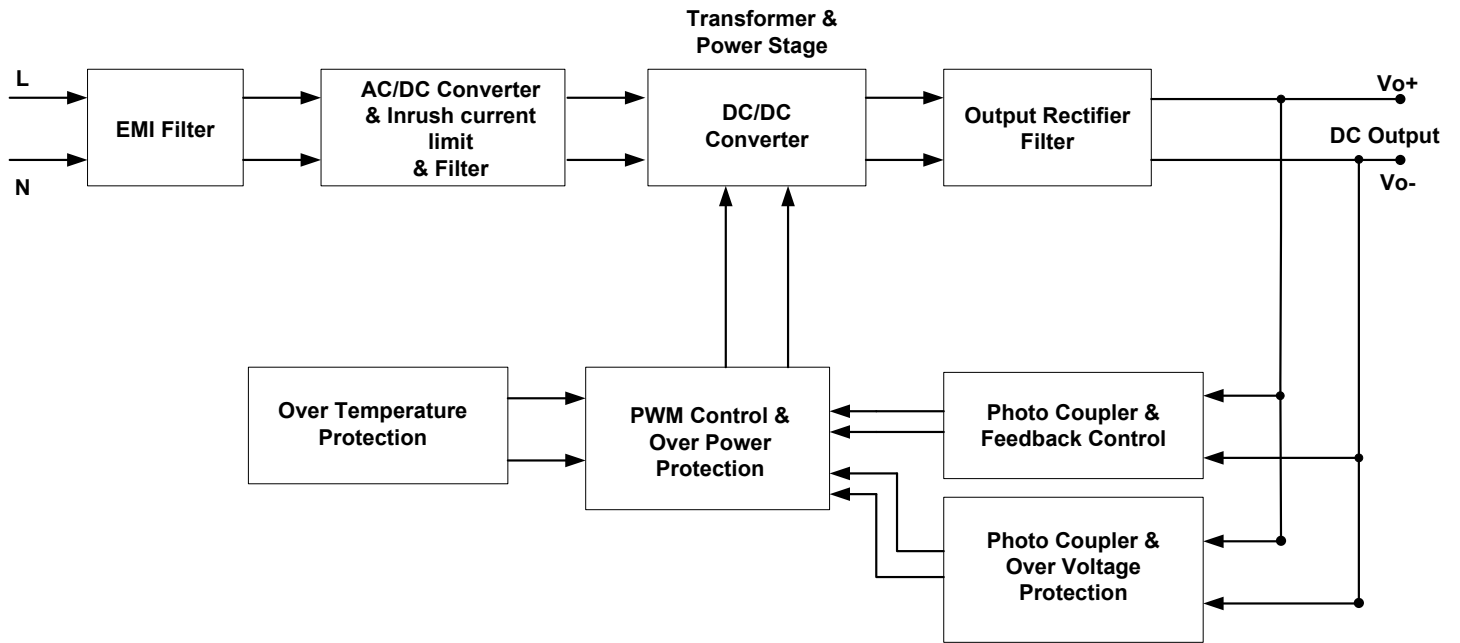 Transformer &
Power Stage
L
N
EMI Filter
AC/DC Converter
& Inrush current
limit
& Filter
DC/DC
Converter
Output Rectifier
Filter
Vo+
DC Output
Vo-
Over Temperature
Protection
PWM Control &
Over Power
Protection
Photo Coupler &
Feedback Control
Photo Coupler &
Over Voltage
Protection